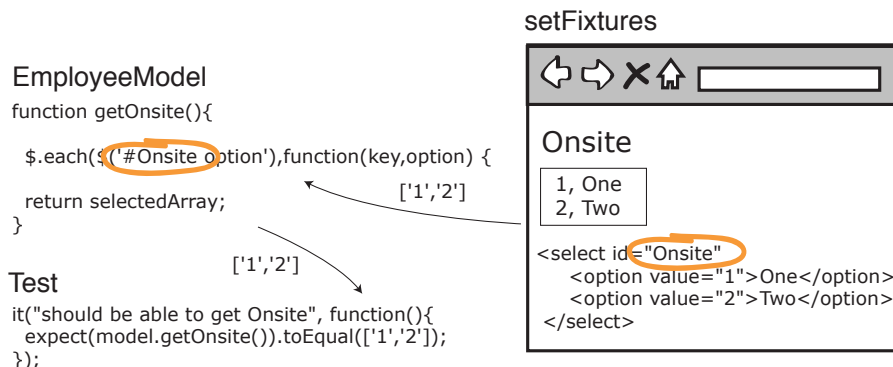 setFixtures
EmployeeModel
function getOnsite(){
$.each($('#Onsite option'),function(key,option) {
return selectedArray;
}
['1','2']
['1','2']
Test
it("should be able to get Onsite", function(){
expect(model.getOnsite()).toEqual(['1','2']);
});
Onsite
1, One
2, Two
<select id="Onsite"
<option value="1">One</option>
<option value="2">Two</option>
</select>